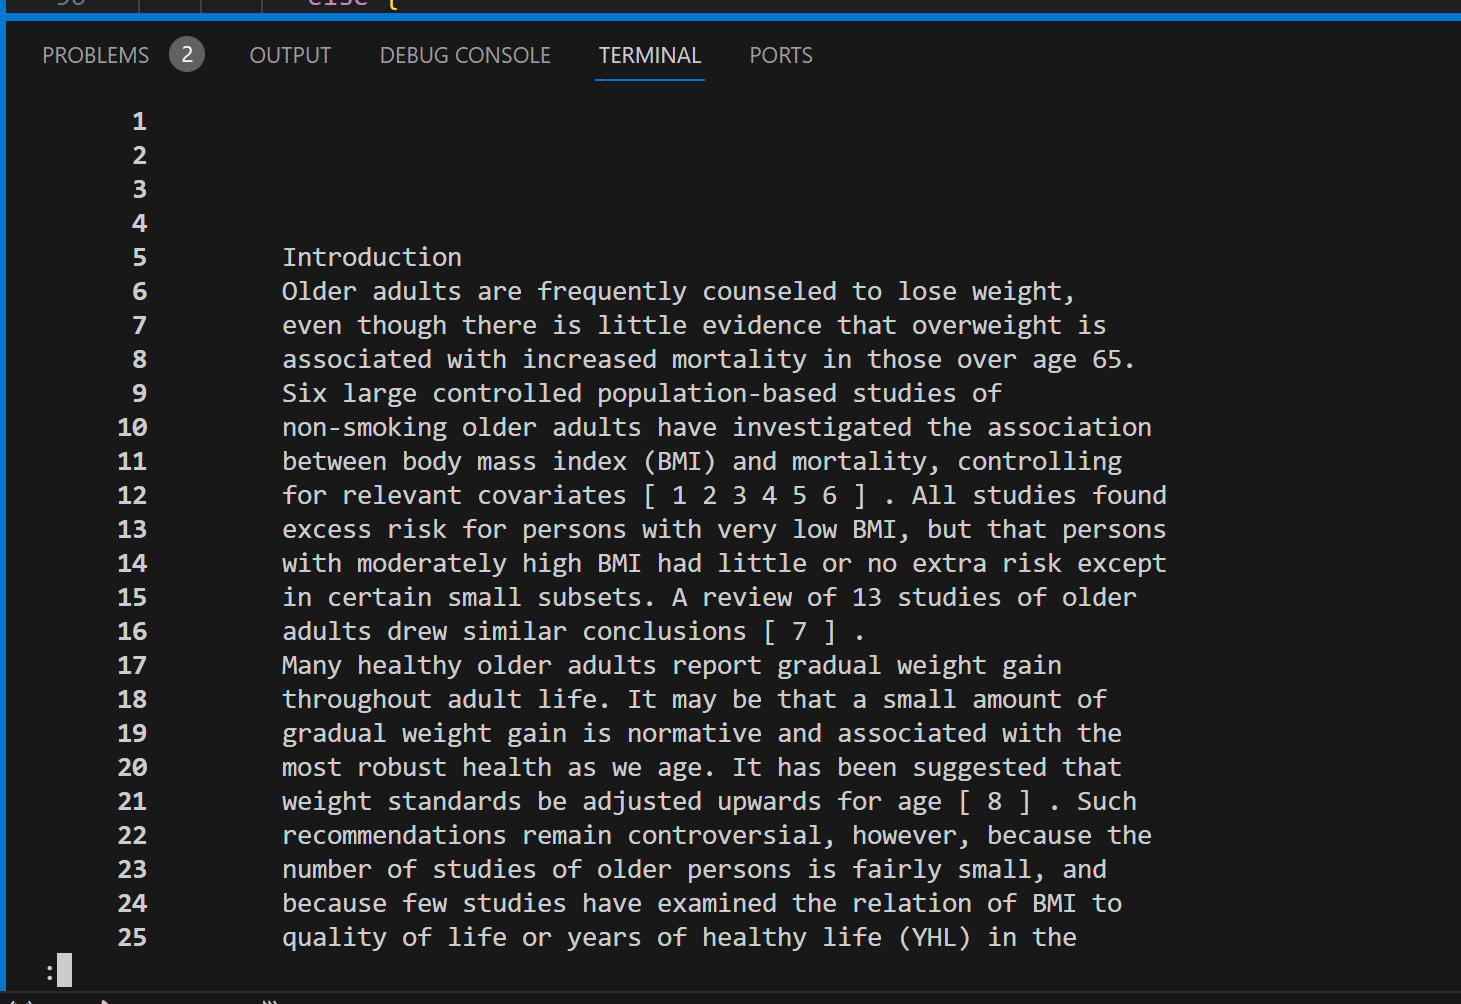 else {
PROBLEMS 2 OUTPUT DEBUG CONSOLE TERMINAL PORTS
1
2
3
4
5 Introduction
6 Older adults are frequently counseled to lose weight,
7 even though there is little evidence that overweight is
8 associated with increased mortality in those over age 65.
9 Six large controlled population-based studies of
10 non-smoking older adults have investigated the association
11 between body mass index (BMI) and mortality, controlling
12 for relevant covariates [ 1 2 3 4 5 6 ] . All studies found
13 excess risk for persons with very low BMI, but that persons
14 with moderately high BMI had little or no extra risk except
15 in certain small subsets. A review of 13 studies of older
16 adults drew similar conclusions [ 7 ] .
17 Many healthy older adults report gradual weight gain
18 throughout adult life. It may be that a small amount of
19 gradual weight gain is normative and associated with the
20 most robust health as we age. It has been suggested that
21 weight standards be adjusted upwards for age [ 8 ] . Such
22 recommendations remain controversial, however, because the
23 number of studies of older persons is fairly small, and
24 because few studies have examined the relation of BMI to
25 quality of life or years of healthy life (YHL) in the
: